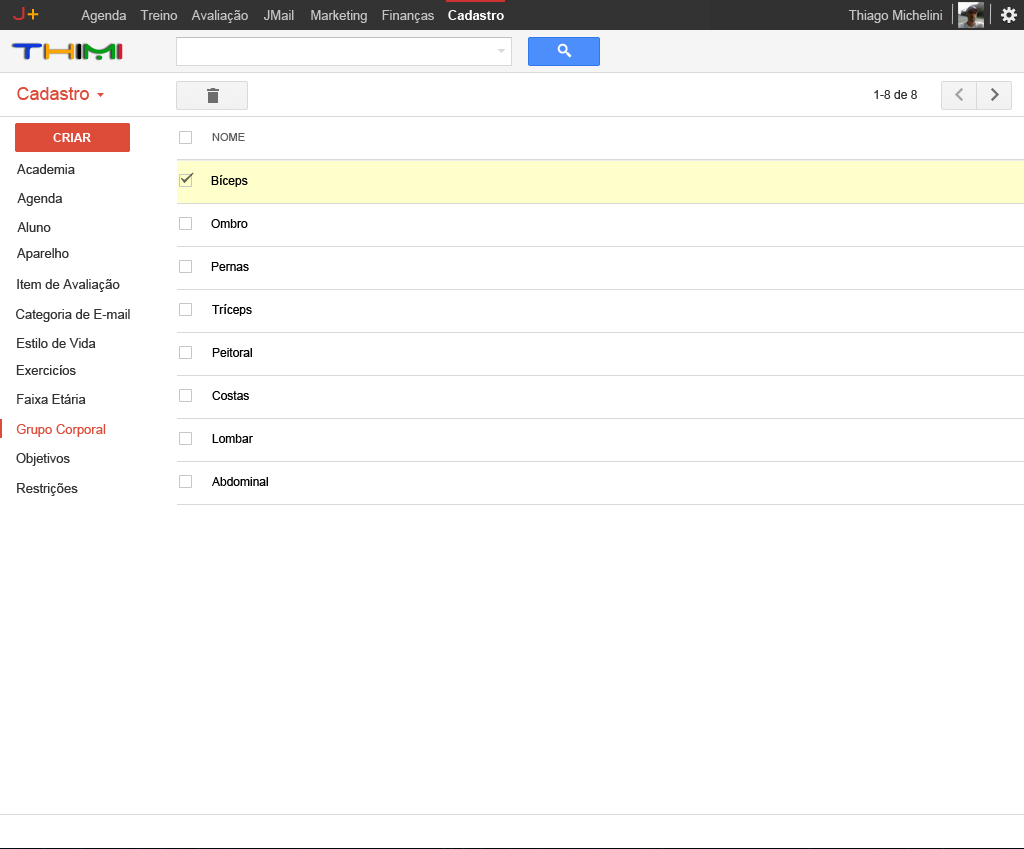 J+ Agenda Treino Avaliação JMail Marketing Finanças Cadastro Thiago Michelini
THIMI
Cadastro 1-8 de 8
CRIAR
NOME
Academia
Bíceps
Agenda
Ombro
Aluno
Aparelho
Pernas
Item de Avaliação
Categoria de E-mail
Tríceps
Estilo de Vida
Peitoral
Exercicíos
Faixa Etária
Costas
Grupo Corporal
Lombar
Objetivos
Abdominal
Restrições